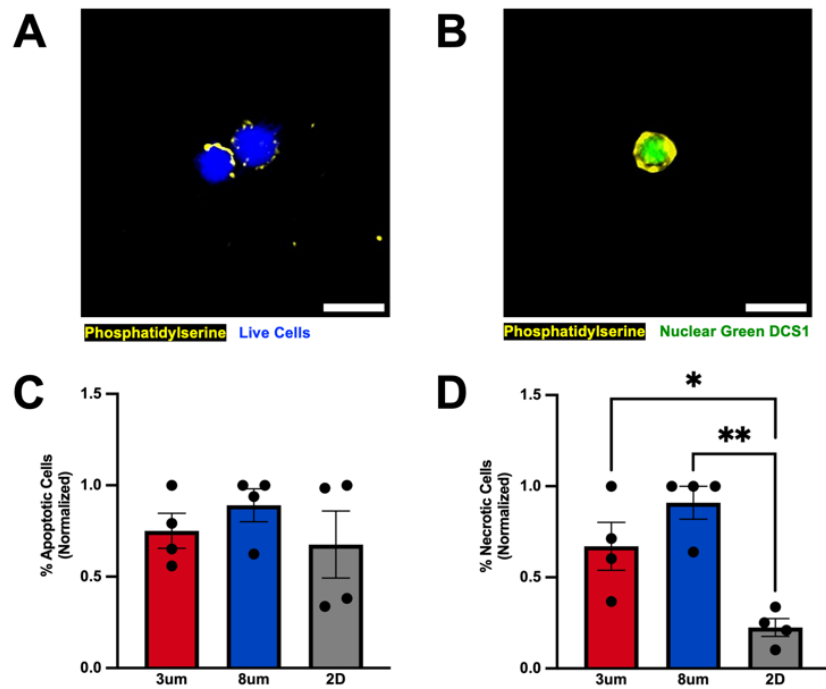 A
B
Phosphatidylserine Live Cells
Phosphatidylserine Nuclear Green DCS1
C
% Apoptotic Cells
(Normalized)
1.5
1.0
0.5
0.0
3um 8um 2D
D
% Necrotic Cells
(Normalized)
1.5
1.0
0.5
0.0
*
**
3um 8um 2D